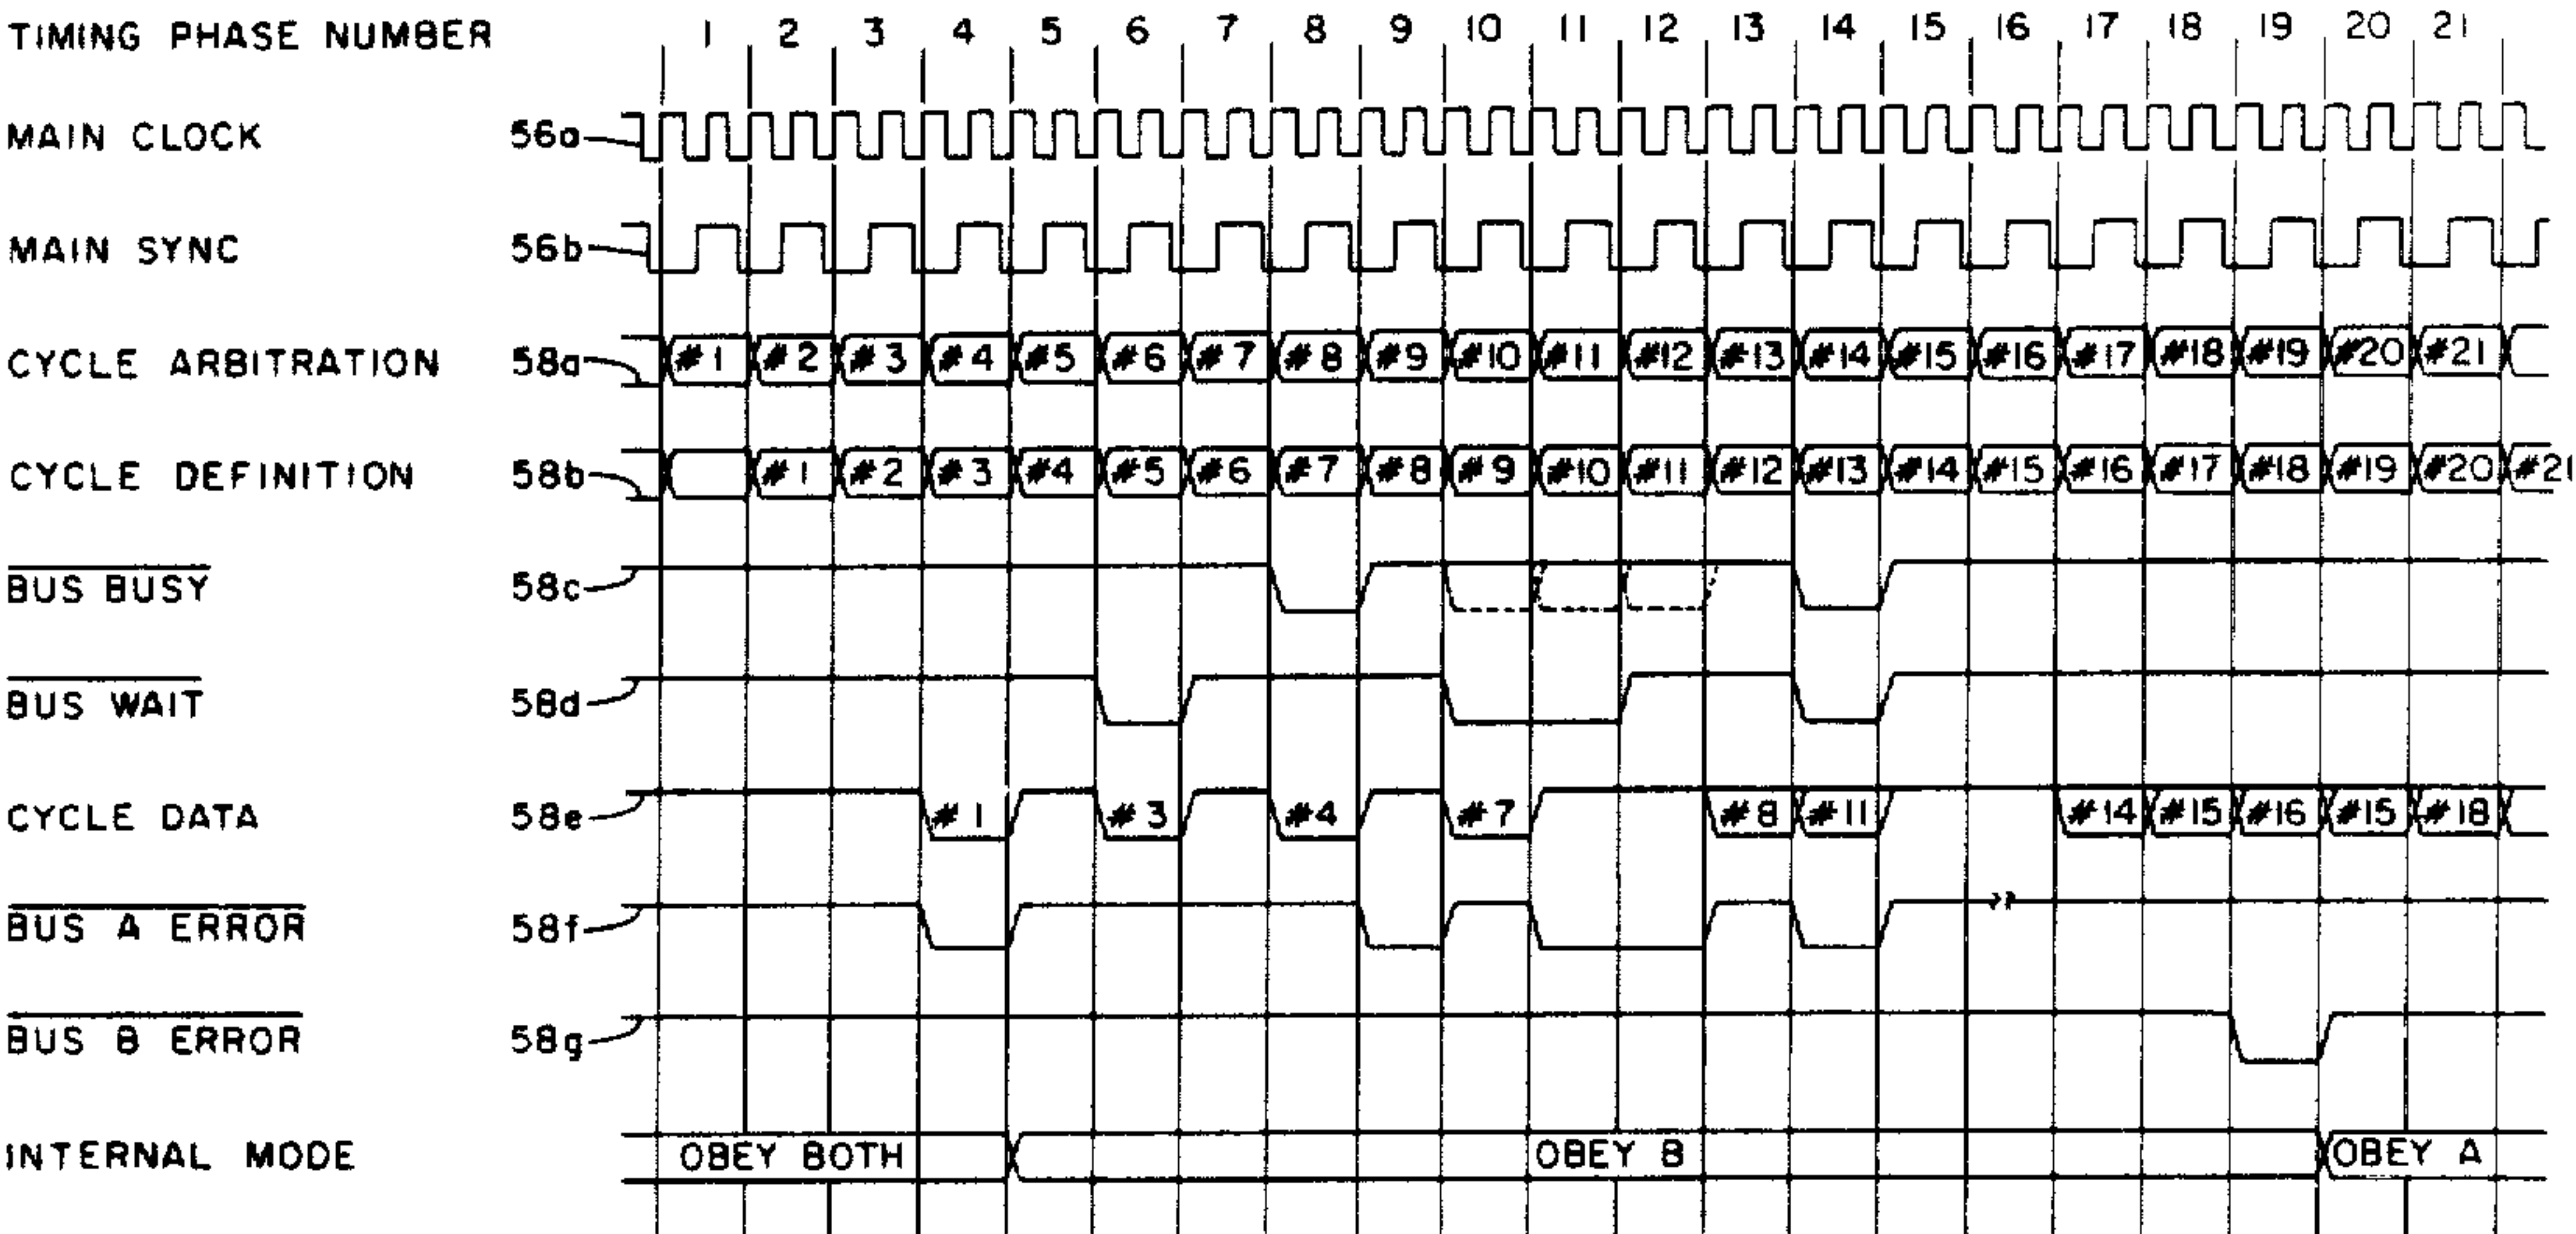 TIMING PHASE NUMBER 1 2 3 4 5 6 7 8 9 10 11 12 13 14 15 16 17 18 19 20 21
MAIN CLOCK 56a
MAIN SYNC 56b
CYCLE ARBITRATION 58a #1 #2 #3 #4 #5 #6 #7 #8 #9 #10 #11 #12 #13 #14 #15 #16 #17 #18 #19 #20 #21
CYCLE DEFINITION 58b #1 #2 #3 #4 #5 #6 #7 #8 #9 #10 #11 #12 #13 #14 #15 #16 #17 #18 #19 #20 #21
BUS BUSY 58c
BUS WAIT 58d
CYCLE DATA 58e #1 #3 #4 #7 #8 #11 #14 #15 #16 #15 #18
BUS A ERROR 58f
BUS B ERROR 58g
INTERNAL MODE OBEY BOTH OBEY B OBEY A